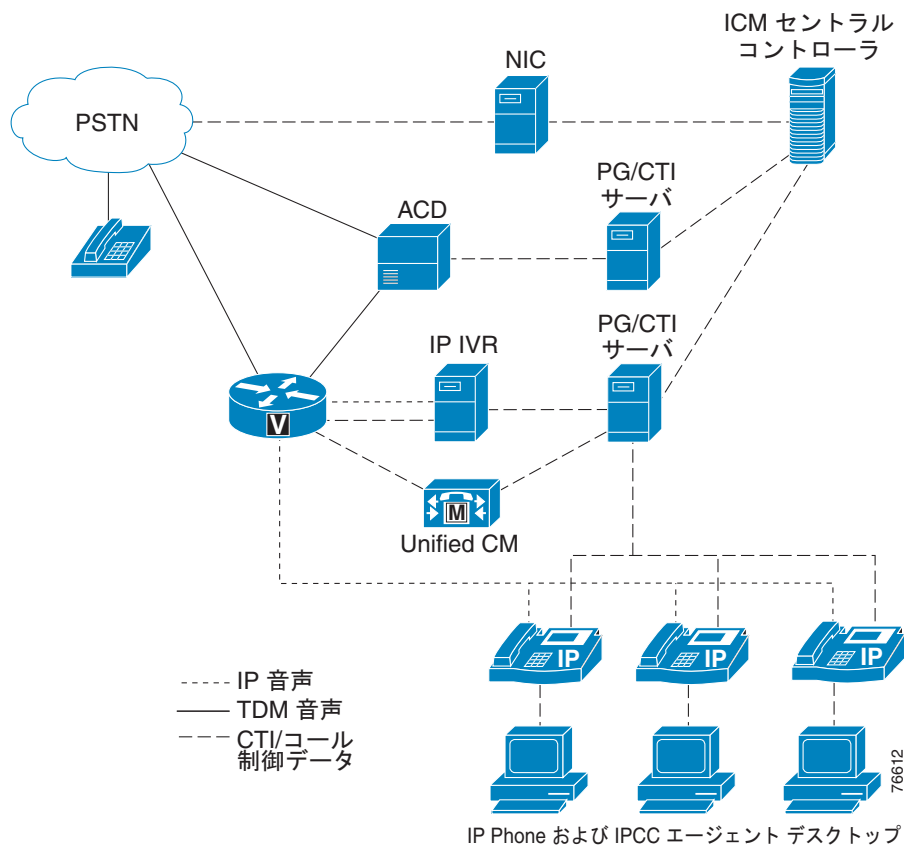 ICM セントラル
コントローラ
NIC
PSTN
PG/CTI
サーバ
ACD
PG/CTI
サーバ
IP IVR
V
M
Unified CM
IP
IP
IP
IP 音声
TDM 音声
CTI/コール
制御データ
76612
IP Phone および IPCC エージェント デスクトップ